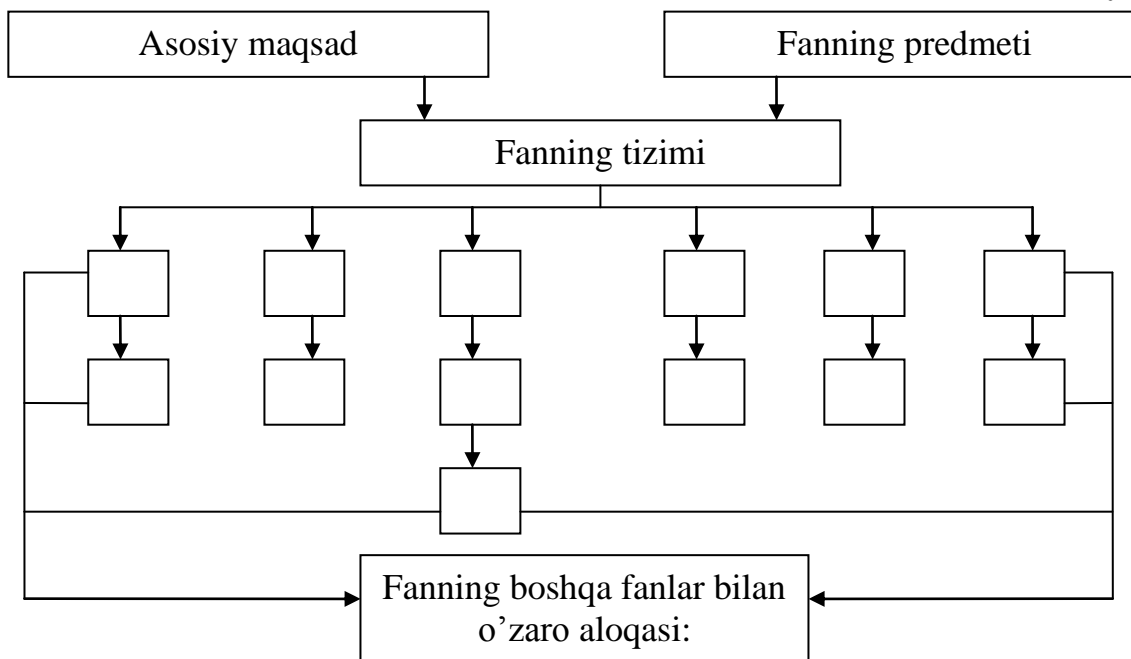 Asosiy maqsad
Fanning predmeti
Fanning tizimi
Fanning boshqa fanlar bilan
o’zaro aloqasi: